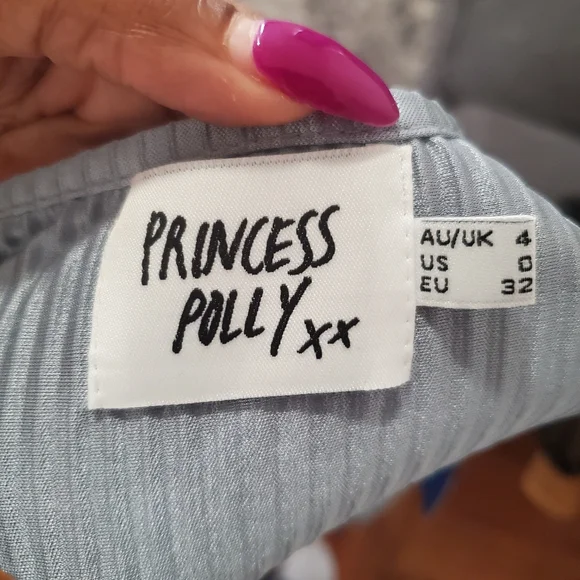 PRINCESS
POLLY xx
AU/UK 4
US 0
EU 32